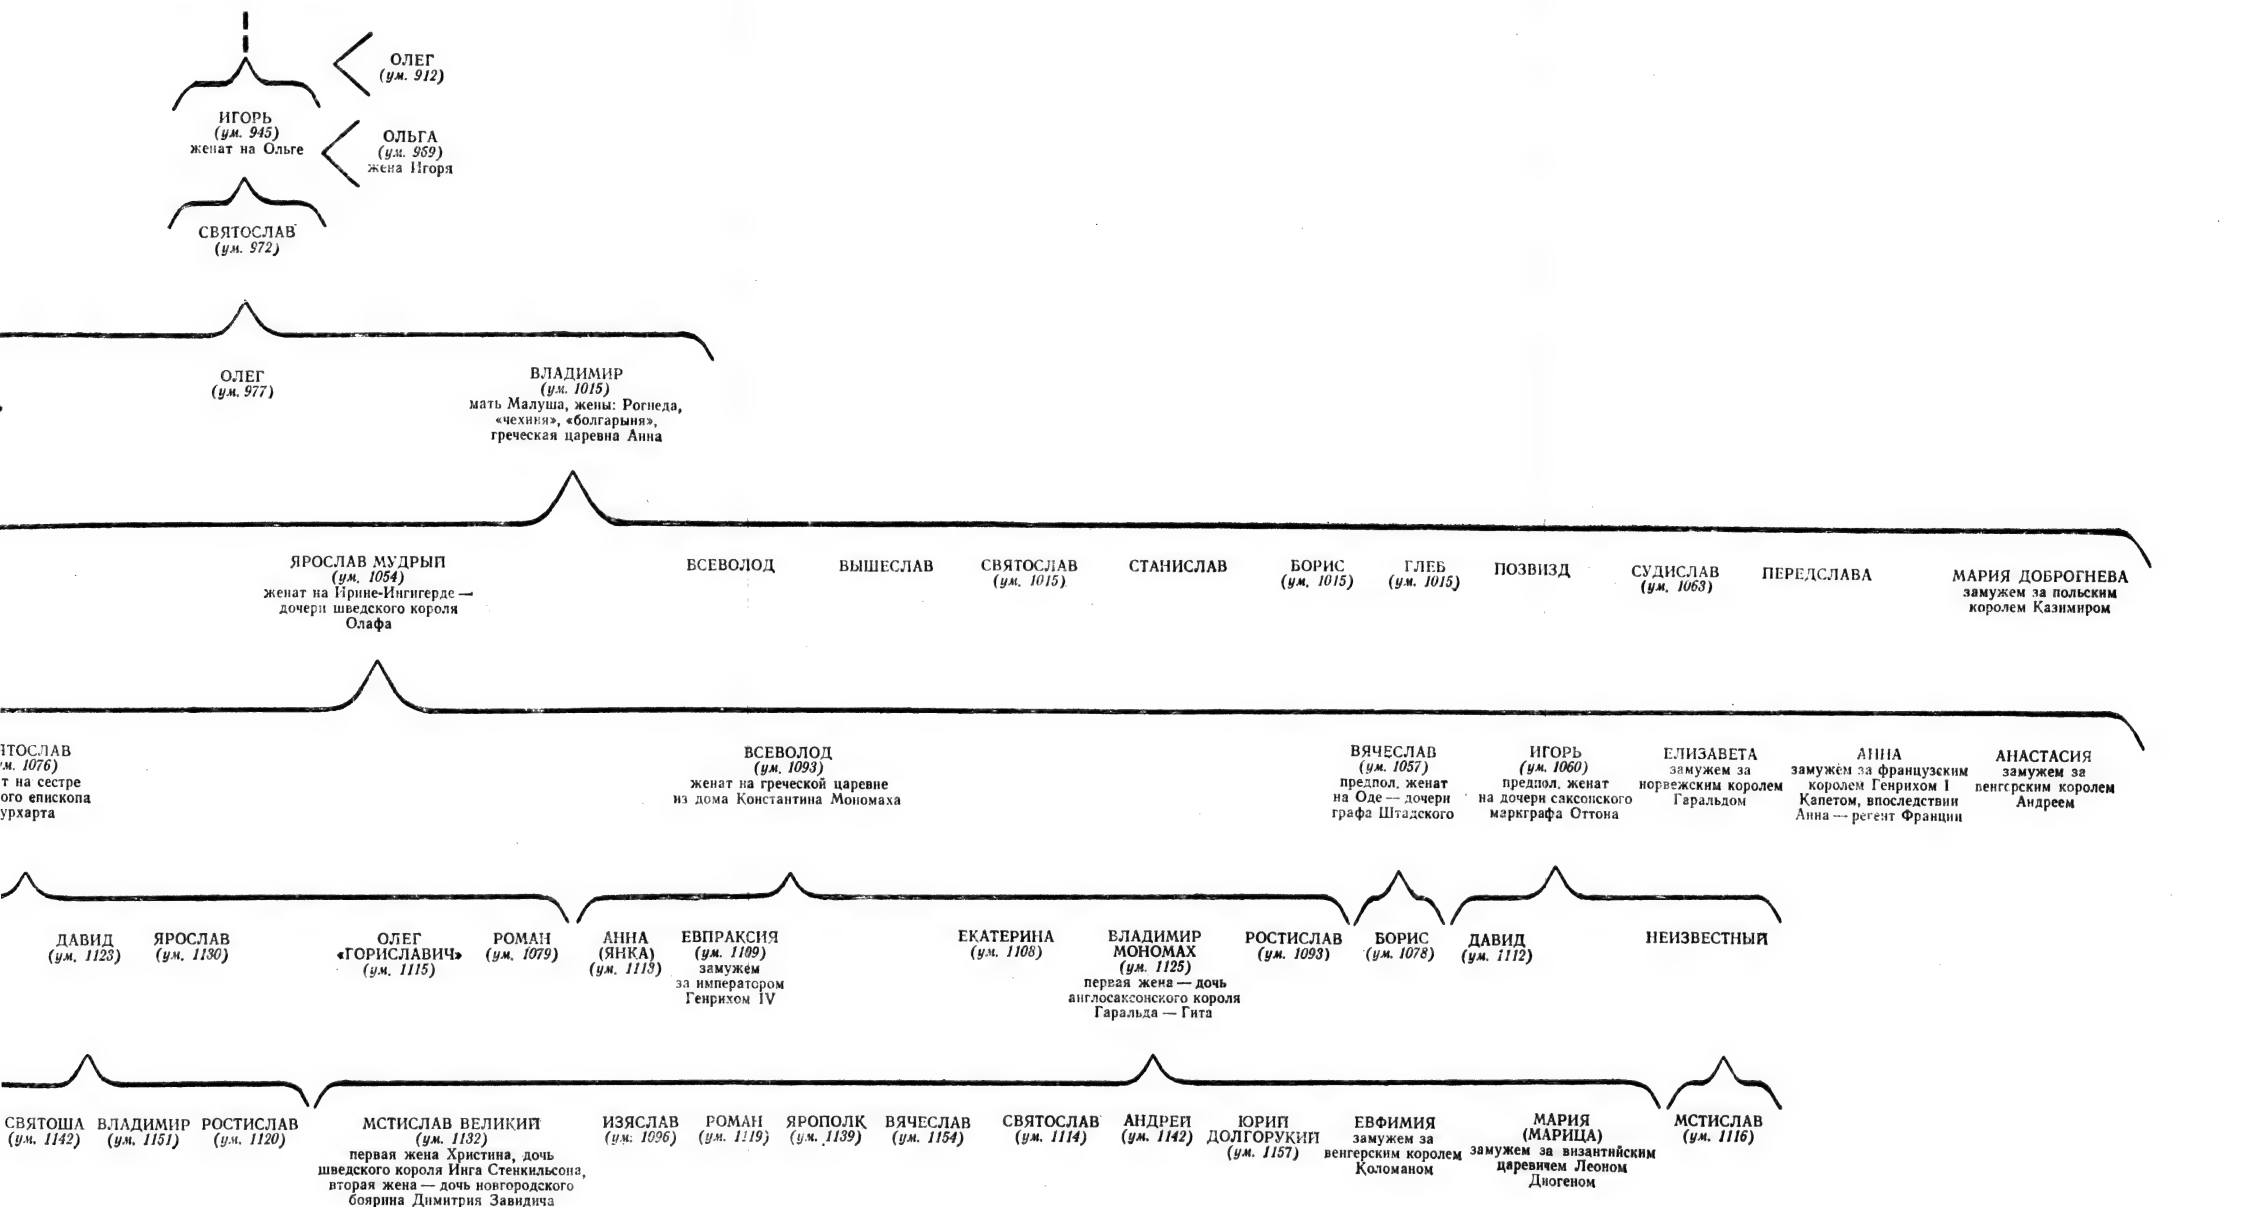 ОЛЕГ
(ум. 912)
ИГОРЬ
(ум. 945)
женат на Ольге
ОЛЬГА
(ум. 969)
жена Игоря
СВЯТОСЛАВ
(ум. 972)
ОЛЕГ
(ум. 977)
ВЛАДИМИР
(ум. 1015)
мать Малуша, жены: Рогнеда,
«чехиня», «болгарыня»,
греческая царевна Анна
ЯРОСЛАВ МУДРЫЙ
(ум. 1054)
женат на Ирине-Ингигерде —
дочери шведского короля
Олафа
ВСЕВОЛОД
ВЫШЕСЛАВ
СВЯТОСЛАВ
(ум. 1015)
СТАНИСЛАВ
БОРИС
(ум. 1015)
ГЛЕБ
(ум. 1015)
ПОЗВИЗД
СУДИСЛАВ
(ум. 1063)
ПЕРЕДСЛАВА
МАРИЯ ДОБРОГНЕВА
замужем за польским
королем Казимиром
ЯТОСЛАВ
ум. 1076)
т на сестре
ого епископа
урхарта
ВСЕВОЛОД
(ум. 1093)
женат на греческой царевне
из дома Константина Мономаха
ВЯЧЕСЛАВ
(ум. 1057)
предпол. женат
на Оде — дочери
графа Штадского
ИГОРЬ
(ум. 1060)
предпол. женат
на дочери саксонского
маркграфа Оттона
ЕЛИЗАВЕТА
замужем за
норвежским королем
Гаральдом
АННА
замужем за французским
королем Генрихом I
Капетом, впоследствии
Анна — регент Франции
АНАСТАСИЯ
замужем за
венгерским королем
Андреем
ДАВИД
(ум. 1123)
ЯРОСЛАВ
(ум. 1130)
ОЛЕГ
«ГОРИСЛАВИЧ»
(ум. 1115)
РОМАН
(ум. 1079)
АННА
(ЯНКА)
(ум. 1113)
ЕВПРАКСИЯ
(ум. 1109)
замужем
за императором
Генрихом IV
ЕКАТЕРИНА
(ум. 1108)
ВЛАДИМИР
МОНОМАХ
(ум. 1125)
первая жена — дочь
англосаксонского короля
Гаральда — Гита
РОСТИСЛАВ
(ум. 1093)
БОРИС
(ум. 1078)
ДАВИД
(ум. 1112)
НЕИЗВЕСТНЫЙ
СВЯТОША
(ум. 1142)
ВЛАДИМИР
(ум. 1151)
РОСТИСЛАВ
(ум. 1120)
МСТИСЛАВ ВЕЛИКИЙ
(ум. 1132)
первая жена Христина, дочь
шведского короля Инга Стенкильсона,
вторая жена — дочь новгородского
боярина Димитрия Завидича
ИЗЯСЛАВ
(ум. 1096)
РОМАН
(ум. 1119)
ЯРОПОЛК
(ум. 1139)
ВЯЧЕСЛАВ
(ум. 1154)
СВЯТОСЛАВ
(ум. 1114)
АНДРЕЙ
(ум. 1142)
ЮРИЙ
ДОЛГОРУКИЙ
(ум. 1157)
ЕВФИМИЯ
замужем за
венгерским королем
Коломаном
МАРИЯ
(МАРИЦА)
замужем за византийским
царевичем Леоном
Диогеном
МСТИСЛАВ
(ум. 1116)